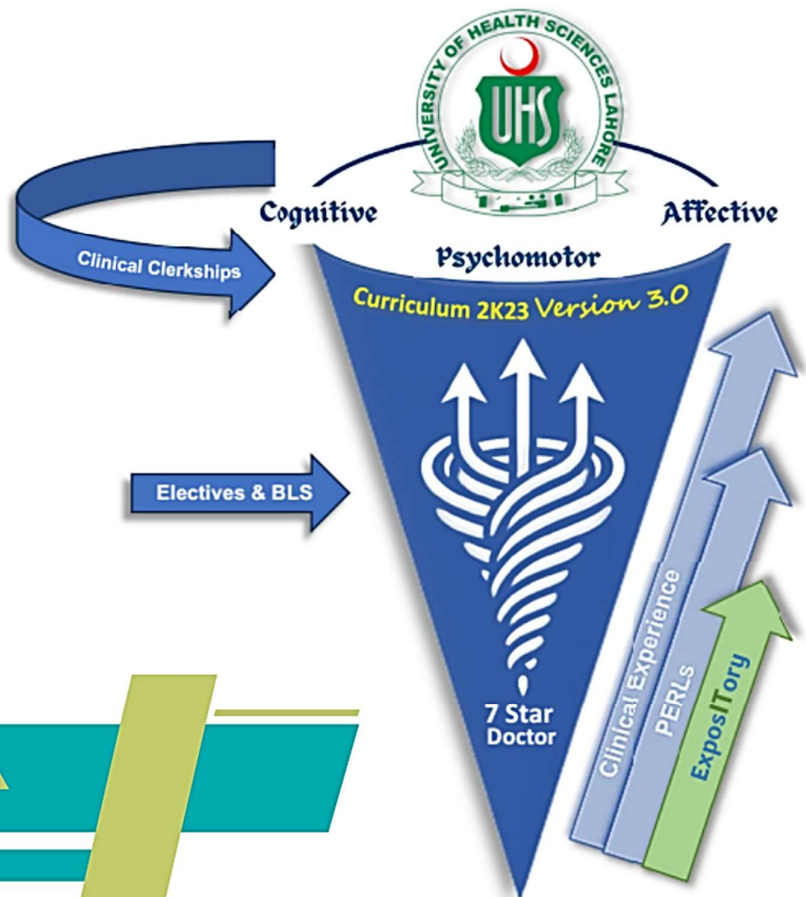 UNIVERSITY OF HEALTH SCIENCES LAHORE
UHS
Cognitive
Affective
Psychomotor
Clinical Clerkships
Curriculum 2K23 Version 3.0
Electives & BLS
7 Star
Doctor
Clinical Experience
PERLs
ExposITory